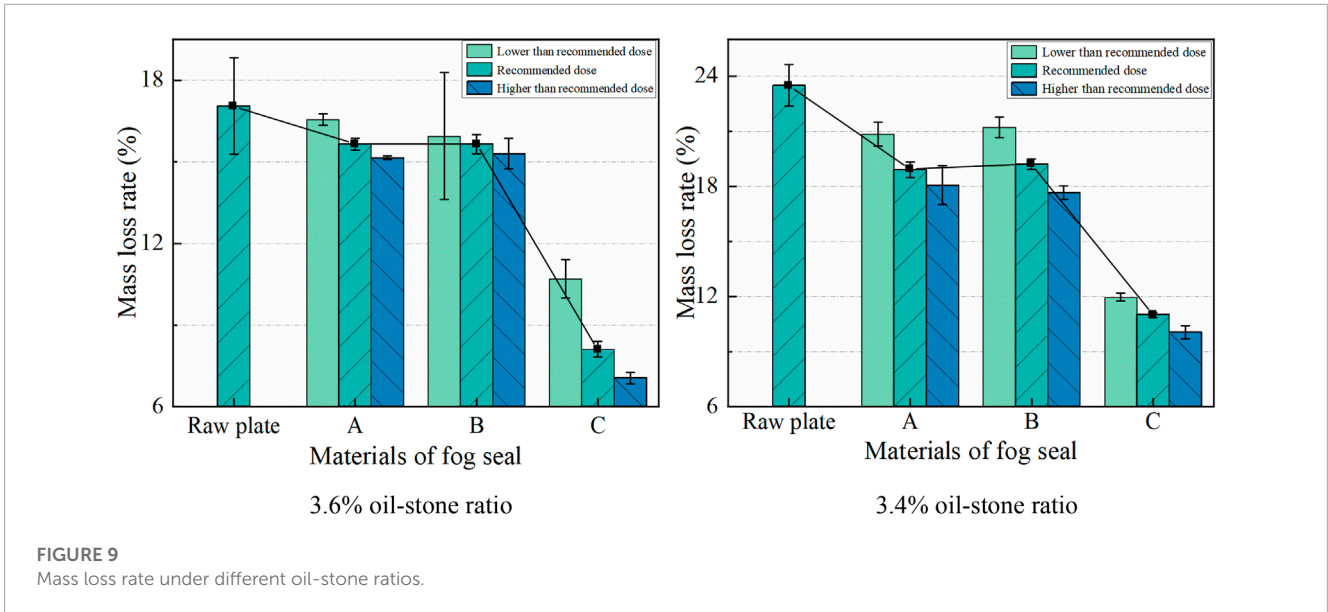 Lower than recommended dose
Recommended dose
Higher than recommended dose
18
12
6
Mass loss rate (%)
Raw plate
A
B
C
Materials of fog seal
3.6% oil-stone ratio
Lower than recommended dose
Recommended dose
Higher than recommended dose
24
18
12
6
Mass loss rate (%)
Raw plate
A
B
C
Materials of fog seal
3.4% oil-stone ratio
FIGURE 9
Mass loss rate under different oil-stone ratios.